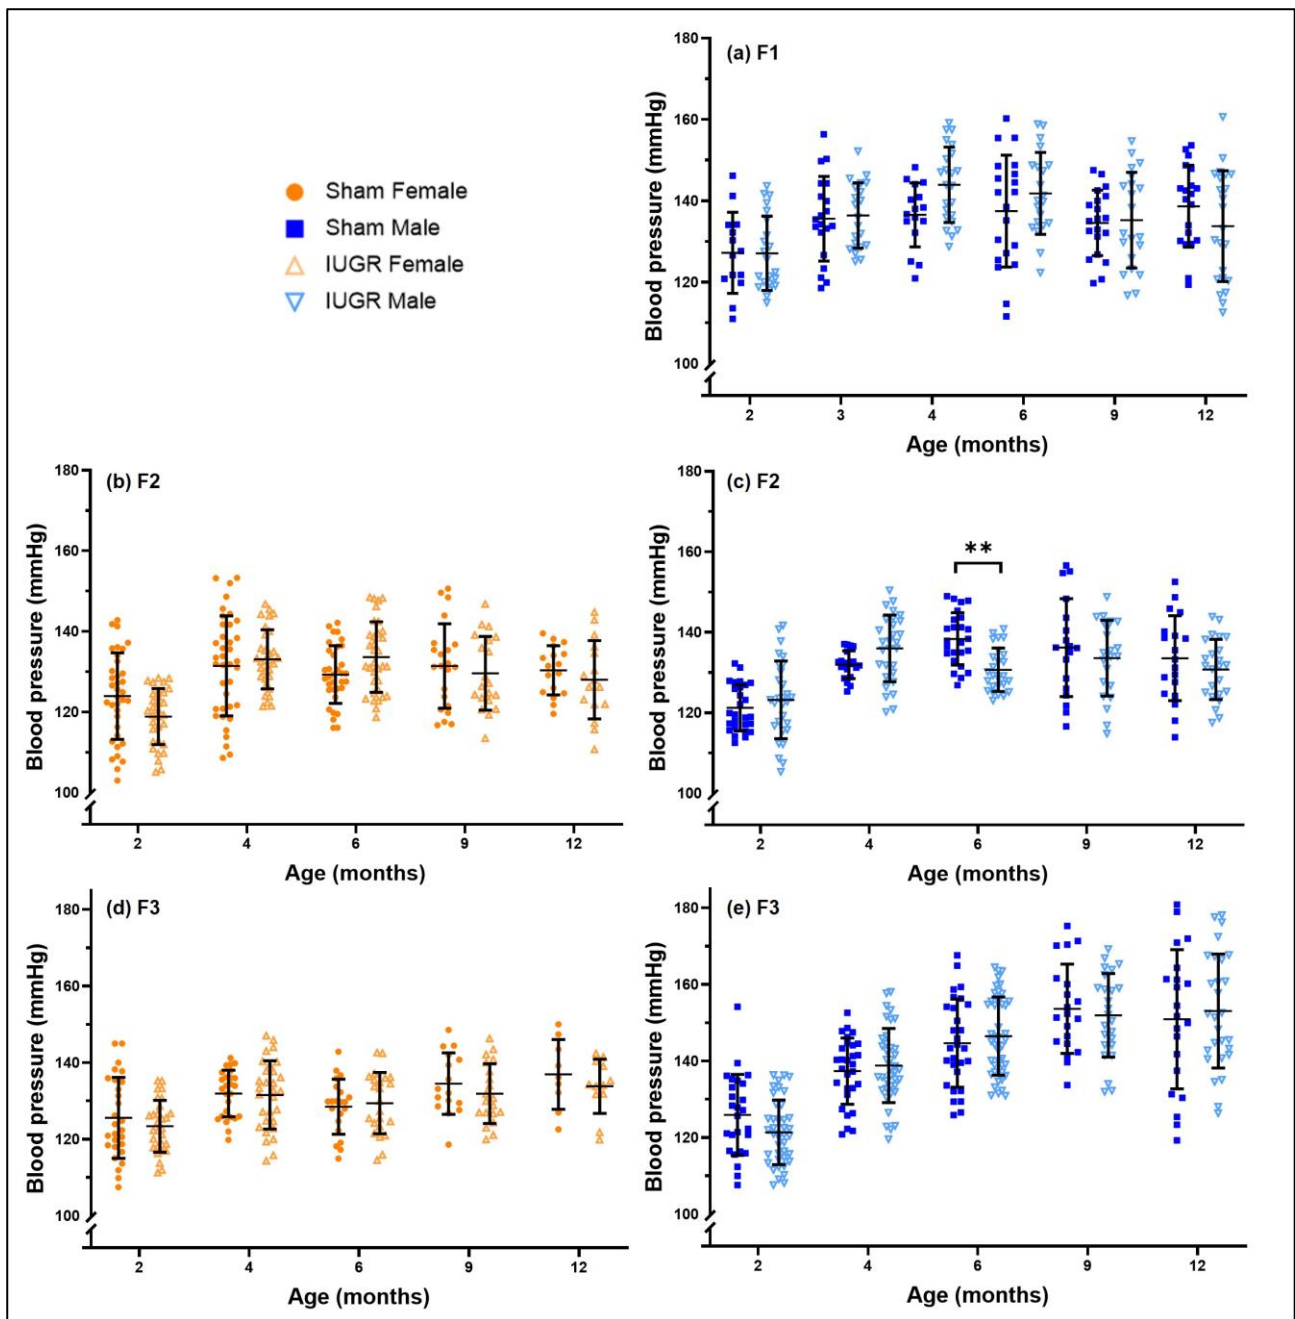 Sham Female
Sham Male
IUGR Female
IUGR Male
(a) F1
Blood pressure (mmHg)
180
160
140
120
100
2 3 4 6 9 12
Age (months)
(b) F2
Blood pressure (mmHg)
180
160
140
120
100
2 4 6 9 12
Age (months)
(c) F2
Blood pressure (mmHg)
180
160
140
120
100
**
2 4 6 9 12
Age (months)
(d) F3
Blood pressure (mmHg)
180
160
140
120
100
2 4 6 9 12
Age (months)
(e) F3
Blood pressure (mmHg)
180
160
140
120
100
2 4 6 9 12
Age (months)